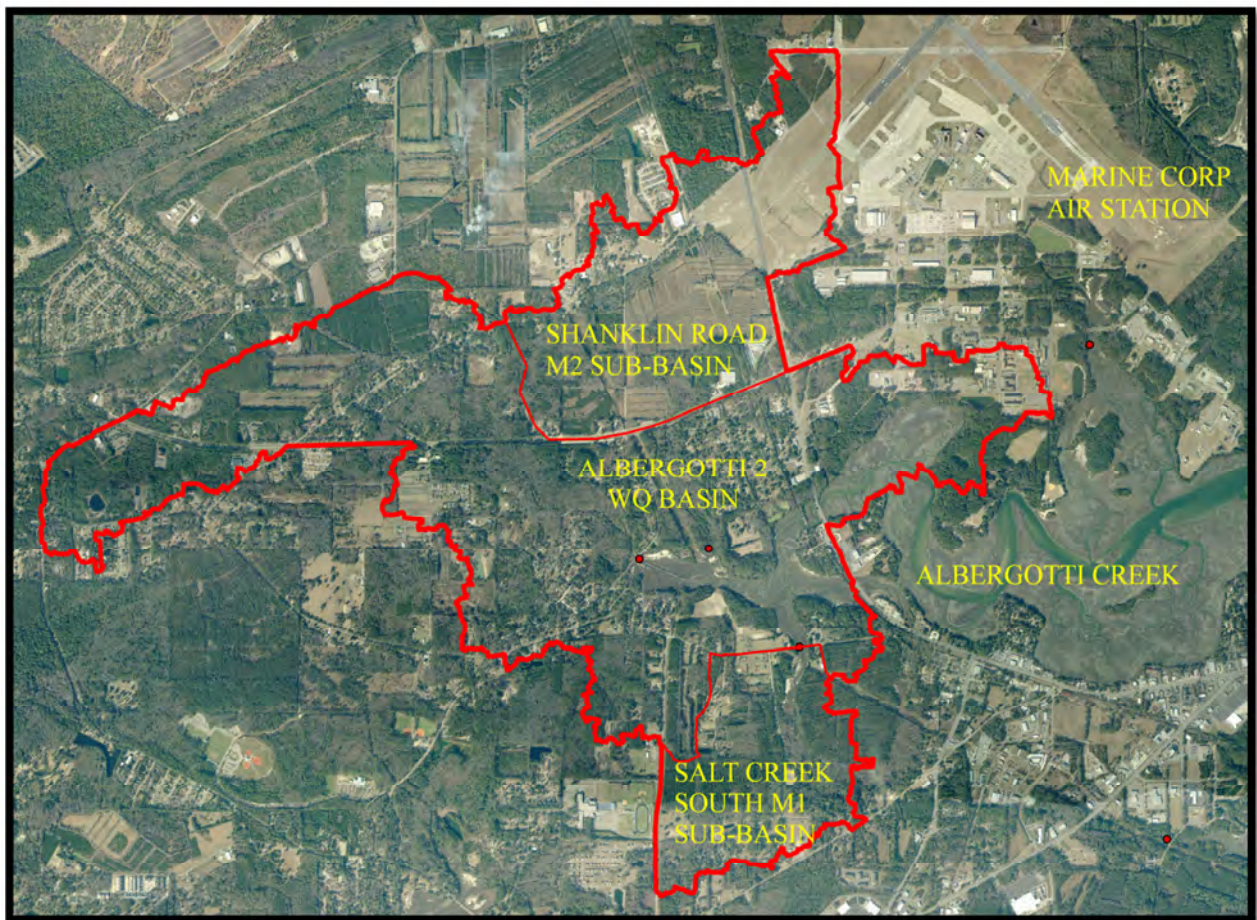 MARINE CORP
AIR STATION
SHANKLIN ROAD
M2 SUB-BASIN
ALBERGOTTI 2
WQ BASIN
ALBERGOTTI CREEK
SALT CREEK
SOUTH M1
SUB-BASIN